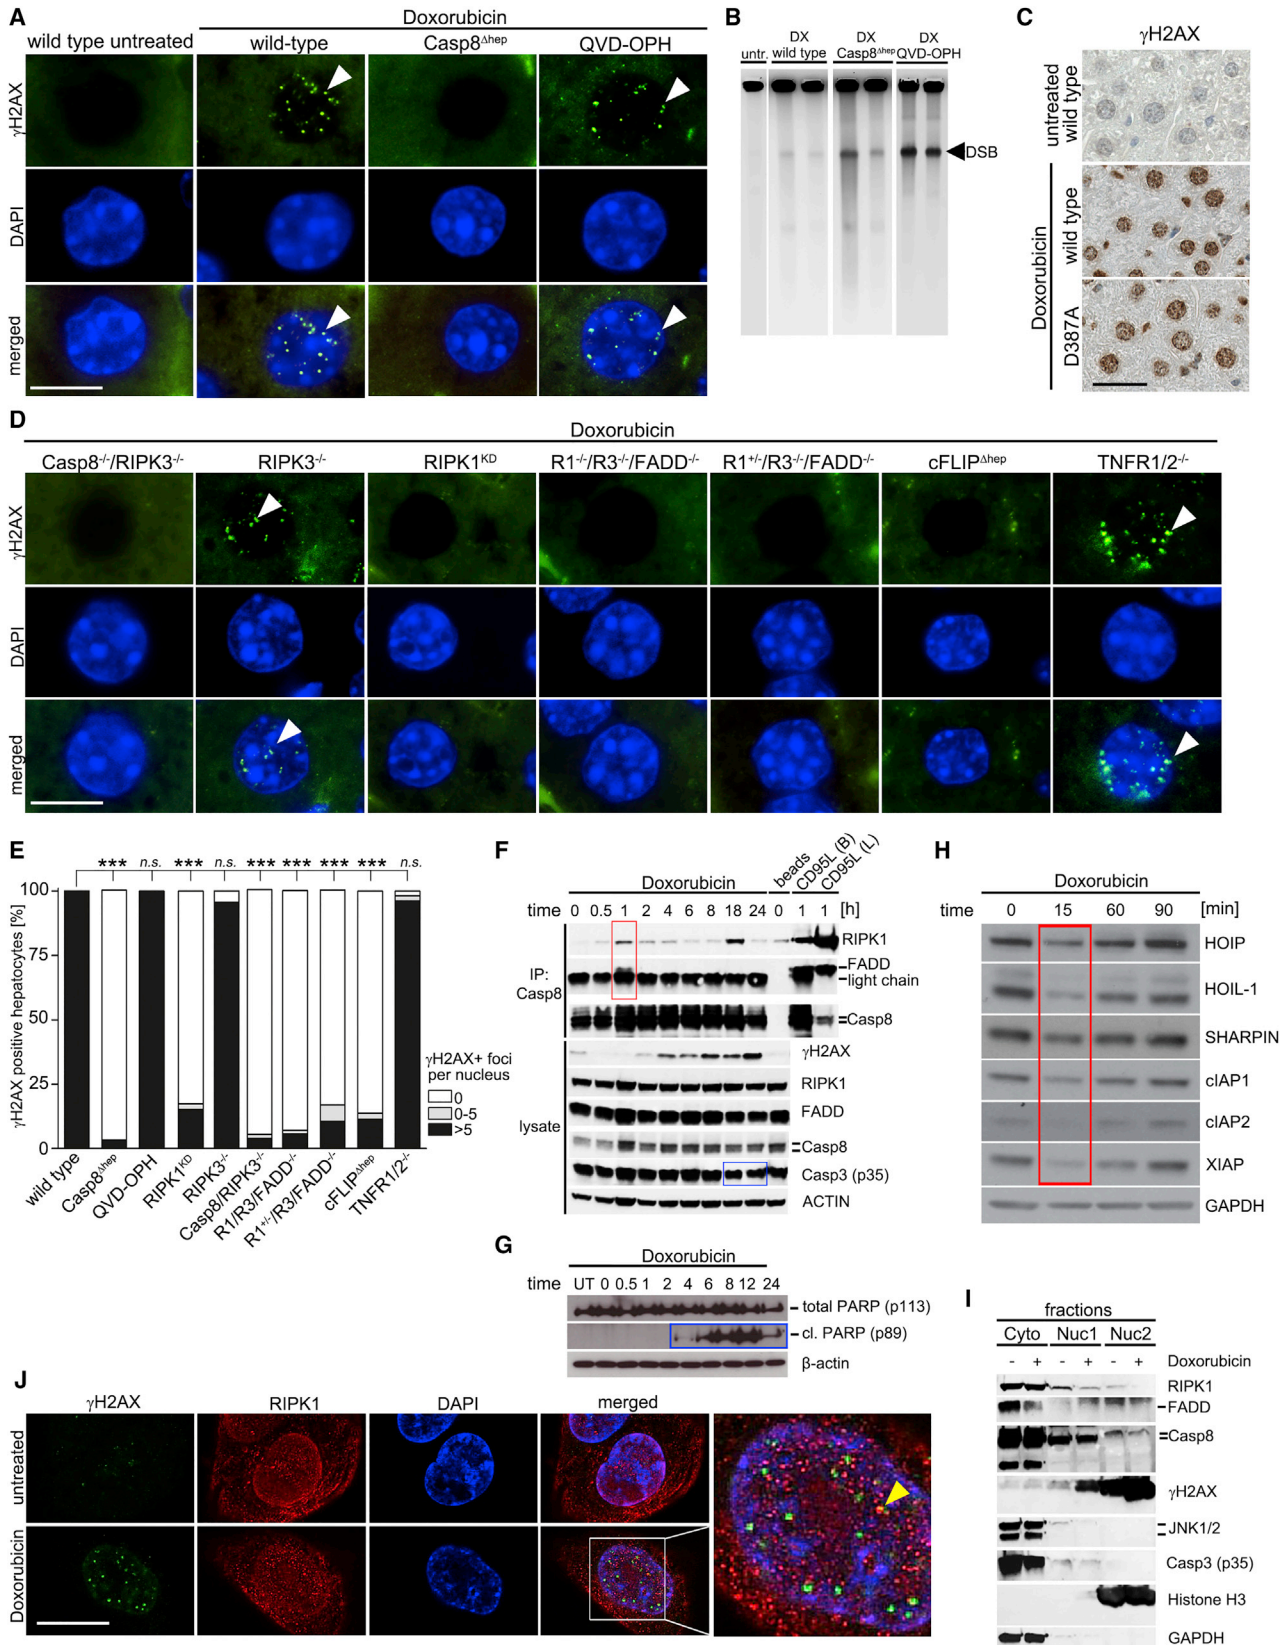 A
Doxorubicin
wild type untreated wild-type Casp8Δhep QVD-OPH
γH2AX
DAPI
merged
B
untr. DX wild type DX Casp8Δhep DX QVD-OPH
DSB
C
γH2AX
untreated wild type
Doxorubicin
wild type
D387A
D
Doxorubicin
Casp8-/-/RIPK3-/- RIPK3-/- RIPK1KD R1-/-/R3-/-/FADD-/- R1+/-/R3-/-/FADD-/- cFLIPΔhep TNFR1/2-/-
γH2AX
DAPI
merged
E
*** n.s. *** n.s. *** *** *** *** n.s.
γH2AX positive hepatocytes [%]
100
75
50
25
0
γH2AX+ foci
per nucleus
0
0-5
>5
wild type
Casp8Δhep
QVD-OPH
RIPK1KD
RIPK3-/-
Casp8/RIPK3-/-
R1/R3/FADD-/-
R1+/-/R3/FADD-/-
cFLIPΔhep
TNFR1/2-/-
F
Doxorubicin beads CD95L (B) CD95L (L)
time 0 0.5 1 2 4 6 8 18 24 0 1 1 [h]
IP:
Casp8
RIPK1
FADD
light chain
Casp8
lysate
γH2AX
RIPK1
FADD
Casp8
Casp3 (p35)
ACTIN
G
Doxorubicin
time UT 0 0.5 1 2 4 6 8 12 24
total PARP (p113)
cl. PARP (p89)
β-actin
H
Doxorubicin
time 0 15 60 90 [min]
HOIP
HOIL-1
SHARPIN
cIAP1
cIAP2
XIAP
GAPDH
I
fractions
Cyto Nuc1 Nuc2
- + - + - + Doxorubicin
RIPK1
FADD
Casp8
γH2AX
JNK1/2
Casp3 (p35)
Histone H3
GAPDH
J
γH2AX RIPK1 DAPI merged
untreated
Doxorubicin